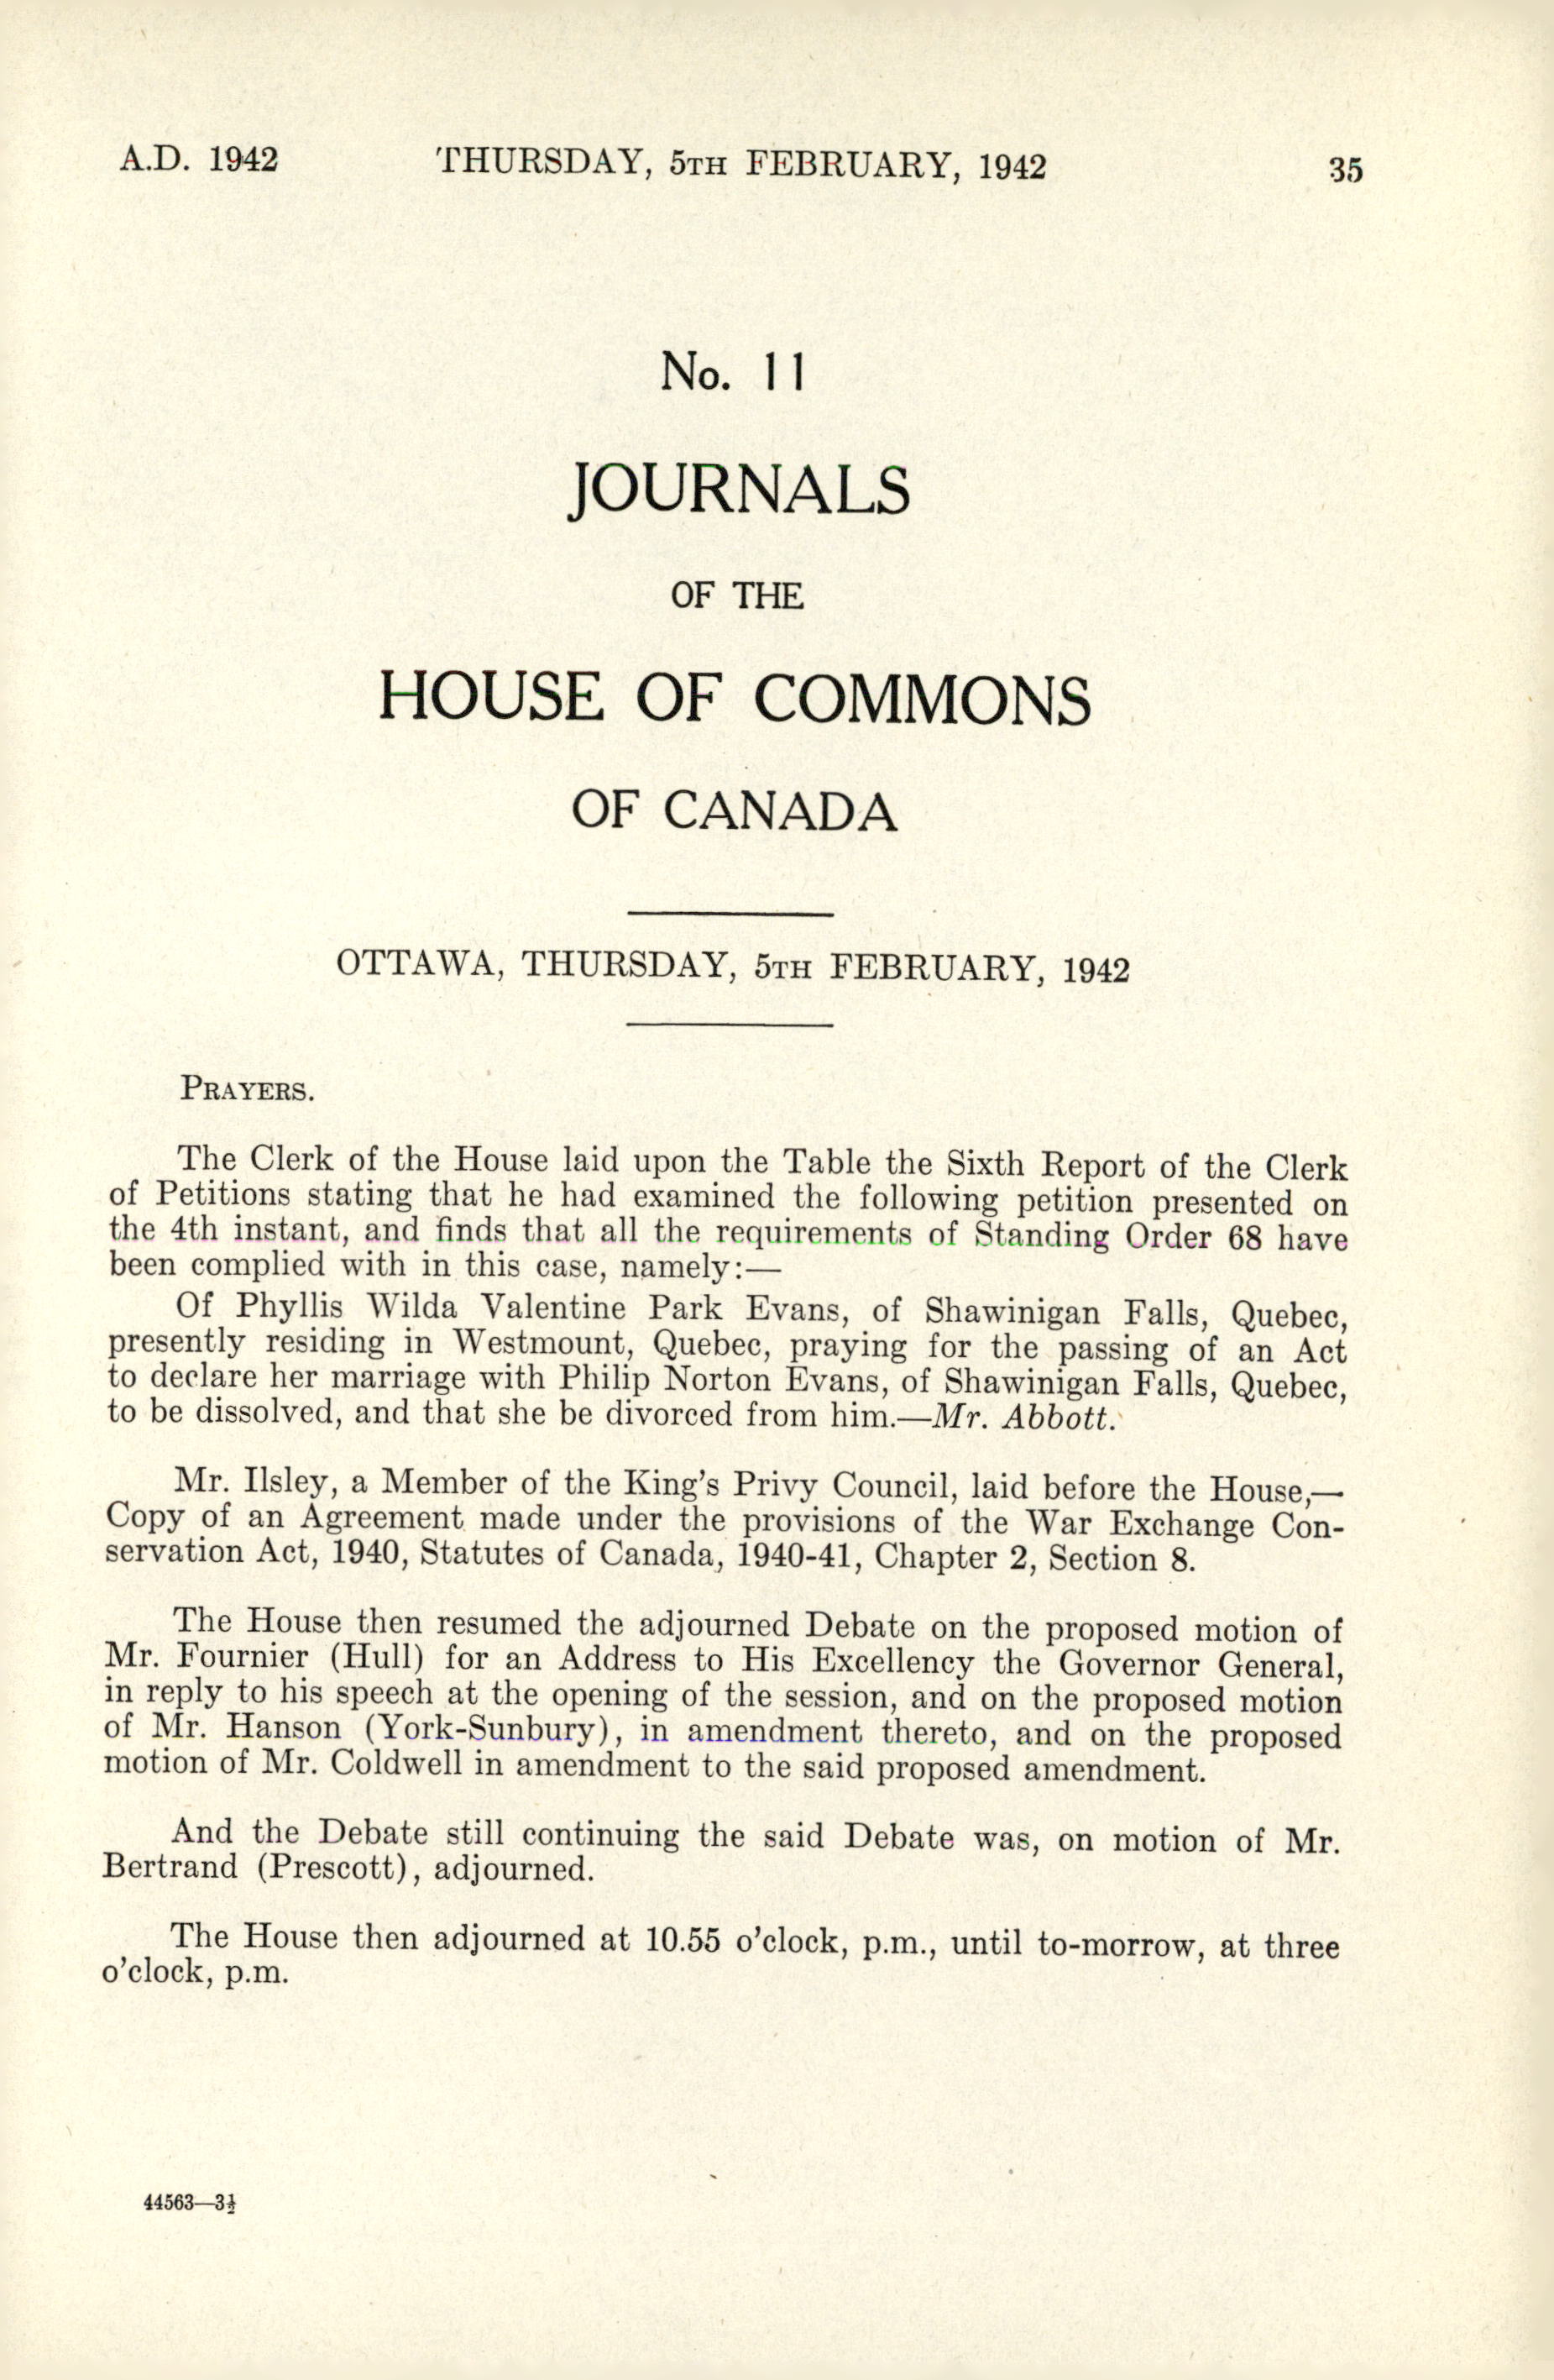 A.D. 1942 THURSDAY, 5TH FEBRUARY, 1942 35
No. 11
JOURNALS
OF THE
HOUSE OF COMMONS
OF CANADA
OTTAWA, THURSDAY, 5TH FEBRUARY, 1942
PRAYERS.
The Clerk of the House laid upon the Table the Sixth Report of the Clerk
of Petitions stating that he had examined the following petition presented on
the 4th instant, and finds that all the requirements of Standing Order 68 have
been complied with in this case, namely:—
Of Phyllis Wilda Valentine Park Evans, of Shawinigan Falls, Quebec,
presently residing in Westmount, Quebec, praying for the passing of an Act
to declare her marriage with Philip Norton Evans, of Shawinigan Falls, Quebec,
to be dissolved, and that she be divorced from him.—Mr. Abbott.
Mr. Ilsley, a Member of the King's Privy Council, laid before the House,—
Copy of an Agreement made under the provisions of the War Exchange Con-
servation Act, 1940, Statutes of Canada, 1940-41, Chapter 2, Section 8.
The House then resumed the adjourned Debate on the proposed motion of
Mr. Fournier (Hull) for an Address to His Excellency the Governor General,
in reply to his speech at the opening of the session, and on the proposed motion
of Mr. Hanson (York-Sunbury), in amendment thereto, and on the proposed
motion of Mr. Coldwell in amendment to the said proposed amendment.
And the Debate still continuing the said Debate was, on motion of Mr.
Bertrand (Prescott), adjourned.
The House then adjourned at 10.55 o'clock, p.m., until to-morrow, at three
o'clock, p.m.
44563—3½